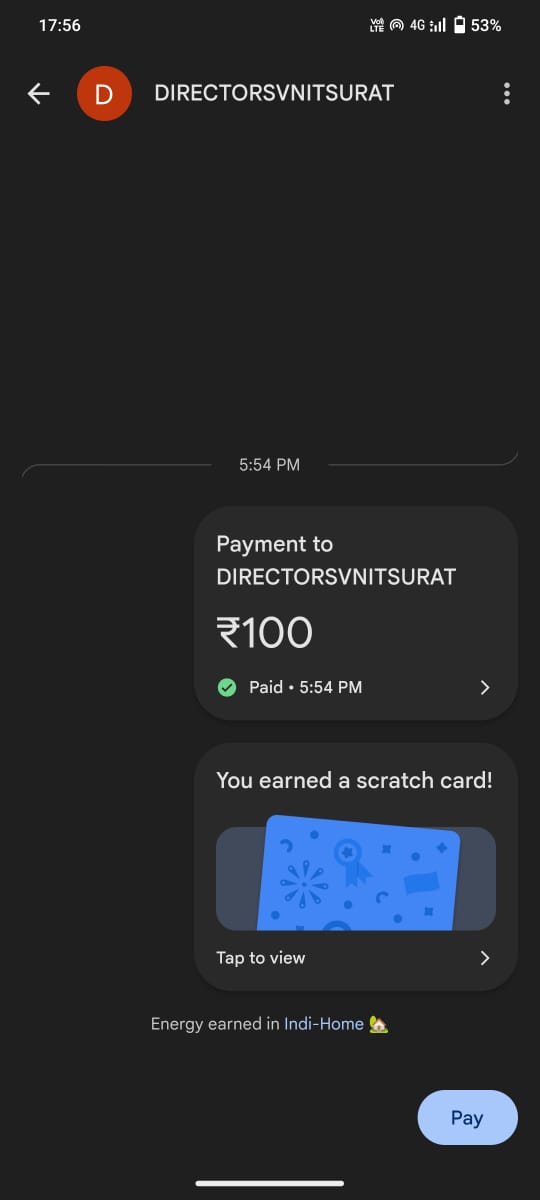 17:56
Vo) LTE 4G 53%
D
DIRECTORSVNITSURAT
5:54 PM
Payment to
DIRECTORSVNITSURAT
₹100
Paid • 5:54 PM
You earned a scratch card!
Tap to view
Energy earned in Indi-Home 🏡
Pay